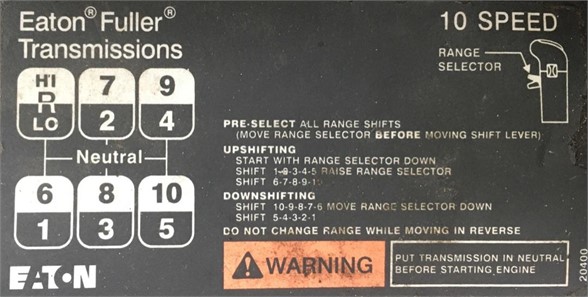 Eaton® Fuller®
Transmissions
10 SPEED
RANGE
SELECTOR
HI 7 9
R
LO 2 4
Neutral
6 8 10
1 3 5
PRE-SELECT ALL RANGE SHIFTS
(MOVE RANGE SELECTOR BEFORE MOVING SHIFT LEVER)
UPSHIFTING
START WITH RANGE SELECTOR DOWN
SHIFT 1-2-3-4-5 RAISE RANGE SELECTOR
SHIFT 6-7-8-9-10
DOWNSHIFTING
SHIFT 10-9-8-7-6 MOVE RANGE SELECTOR DOWN
SHIFT 5-4-3-2-1
DO NOT CHANGE RANGE WHILE MOVING IN REVERSE
EATON
WARNING
PUT TRANSMISSION IN NEUTRAL
BEFORE STARTING ENGINE
20400